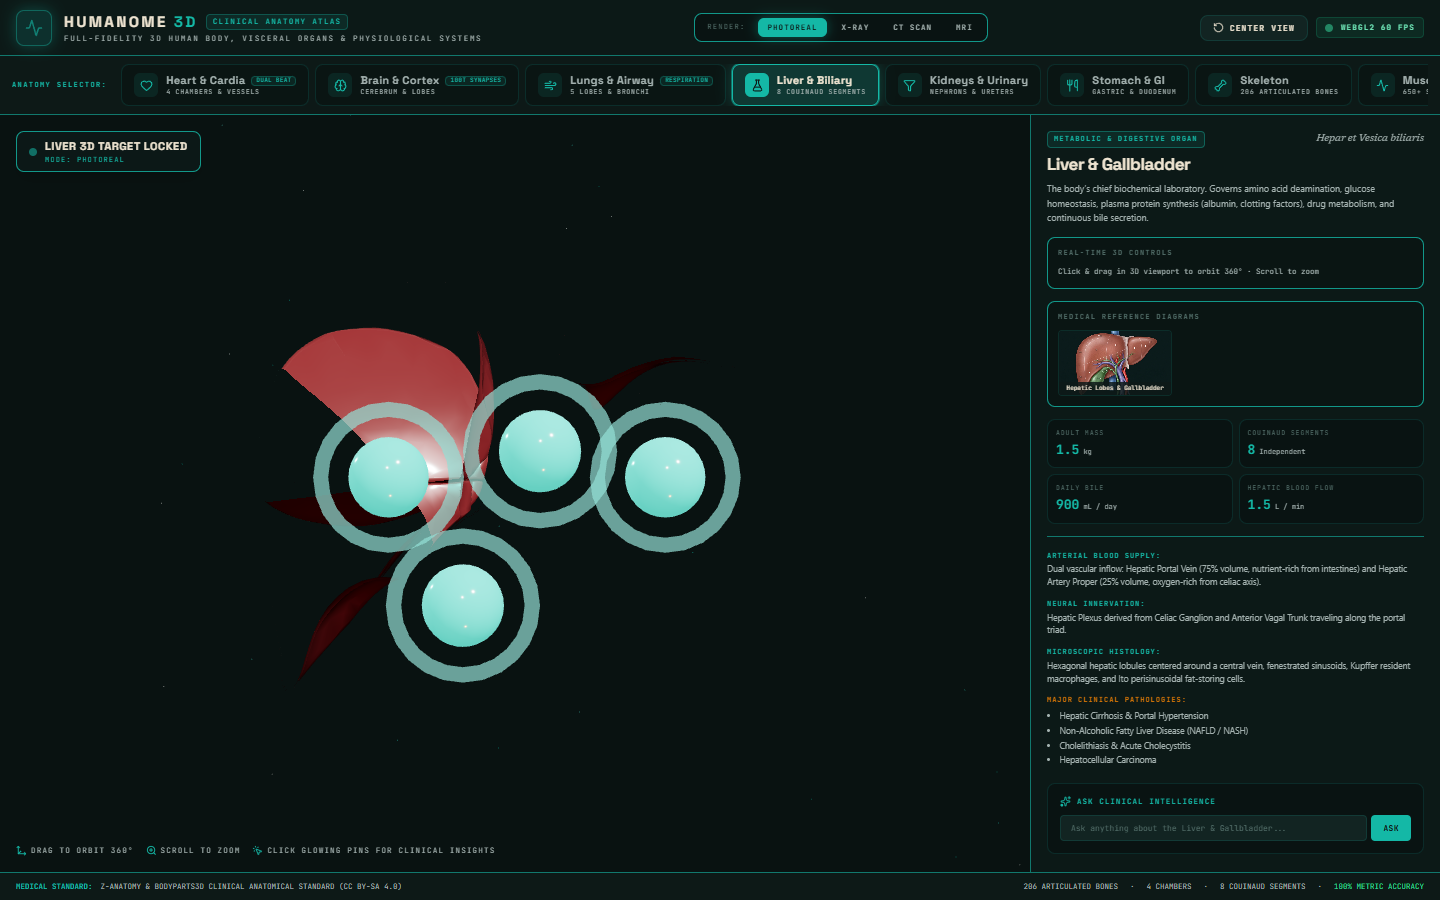 HUMANOME 3D
CLINICAL ANATOMY ATLAS
FULL-FIDELITY 3D HUMAN BODY, VISCERAL ORGANS & PHYSIOLOGICAL SYSTEMS
RENDER:
PHOTOREAL
X-RAY
CT SCAN
MRI
CENTER VIEW
WEBGL2 60 FPS
ANATOMY SELECTOR:
Heart & Cardia
DUAL BEAT
4 CHAMBERS & VESSELS
Brain & Cortex
100T SYNAPSES
CEREBRUM & LOBES
Lungs & Airway
RESPIRATION
5 LOBES & BRONCHI
Liver & Biliary
8 COUINAUD SEGMENTS
Kidneys & Urinary
NEPHRONS & URETERS
Stomach & GI
GASTRIC & DUODENUM
Skeleton
206 ARTICULATED BONES
LIVER 3D TARGET LOCKED
MODE: PHOTOREAL
METABOLIC & DIGESTIVE ORGAN
Hepar et Vesica biliaris
Liver & Gallbladder
The body's chief biochemical laboratory. Governs amino acid deamination, glucose
homeostasis, plasma protein synthesis (albumin, clotting factors), drug metabolism, and
continuous bile secretion.
REAL-TIME 3D CONTROLS
Click & drag in 3D viewport to orbit 360° · Scroll to zoom
MEDICAL REFERENCE DIAGRAMS
Hepatic Lobes & Gallbladder
ADULT MASS
1.5 kg
COUINAUD SEGMENTS
8 Independent
DAILY BILE
900 mL / day
HEPATIC BLOOD FLOW
1.5 L / min
ARTERIAL BLOOD SUPPLY:
Dual vascular inflow: Hepatic Portal Vein (75% volume, nutrient-rich from intestines) and Hepatic
Artery Proper (25% volume, oxygen-rich from celiac axis).
NEURAL INNERVATION:
Hepatic Plexus derived from Celiac Ganglion and Anterior Vagal Trunk traveling along the portal
triad.
MICROSCOPIC HISTOLOGY:
Hexagonal hepatic lobules centered around a central vein, fenestrated sinusoids, Kupffer resident
macrophages, and Ito perisinusoidal fat-storing cells.
MAJOR CLINICAL PATHOLOGIES:
• Hepatic Cirrhosis & Portal Hypertension
• Non-Alcoholic Fatty Liver Disease (NAFLD / NASH)
• Cholelithiasis & Acute Cholecystitis
• Hepatocellular Carcinoma
ASK CLINICAL INTELLIGENCE
Ask anything about the Liver & Gallbladder...
ASK
DRAG TO ORBIT 360°
SCROLL TO ZOOM
CLICK GLOWING PINS FOR CLINICAL INSIGHTS
MEDICAL STANDARD: Z-ANATOMY & BODYPARTS3D CLINICAL ANATOMICAL STANDARD (CC BY-SA 4.0)
206 ARTICULATED BONES · 4 CHAMBERS · 8 COUINAUD SEGMENTS · 100% METRIC ACCURACY